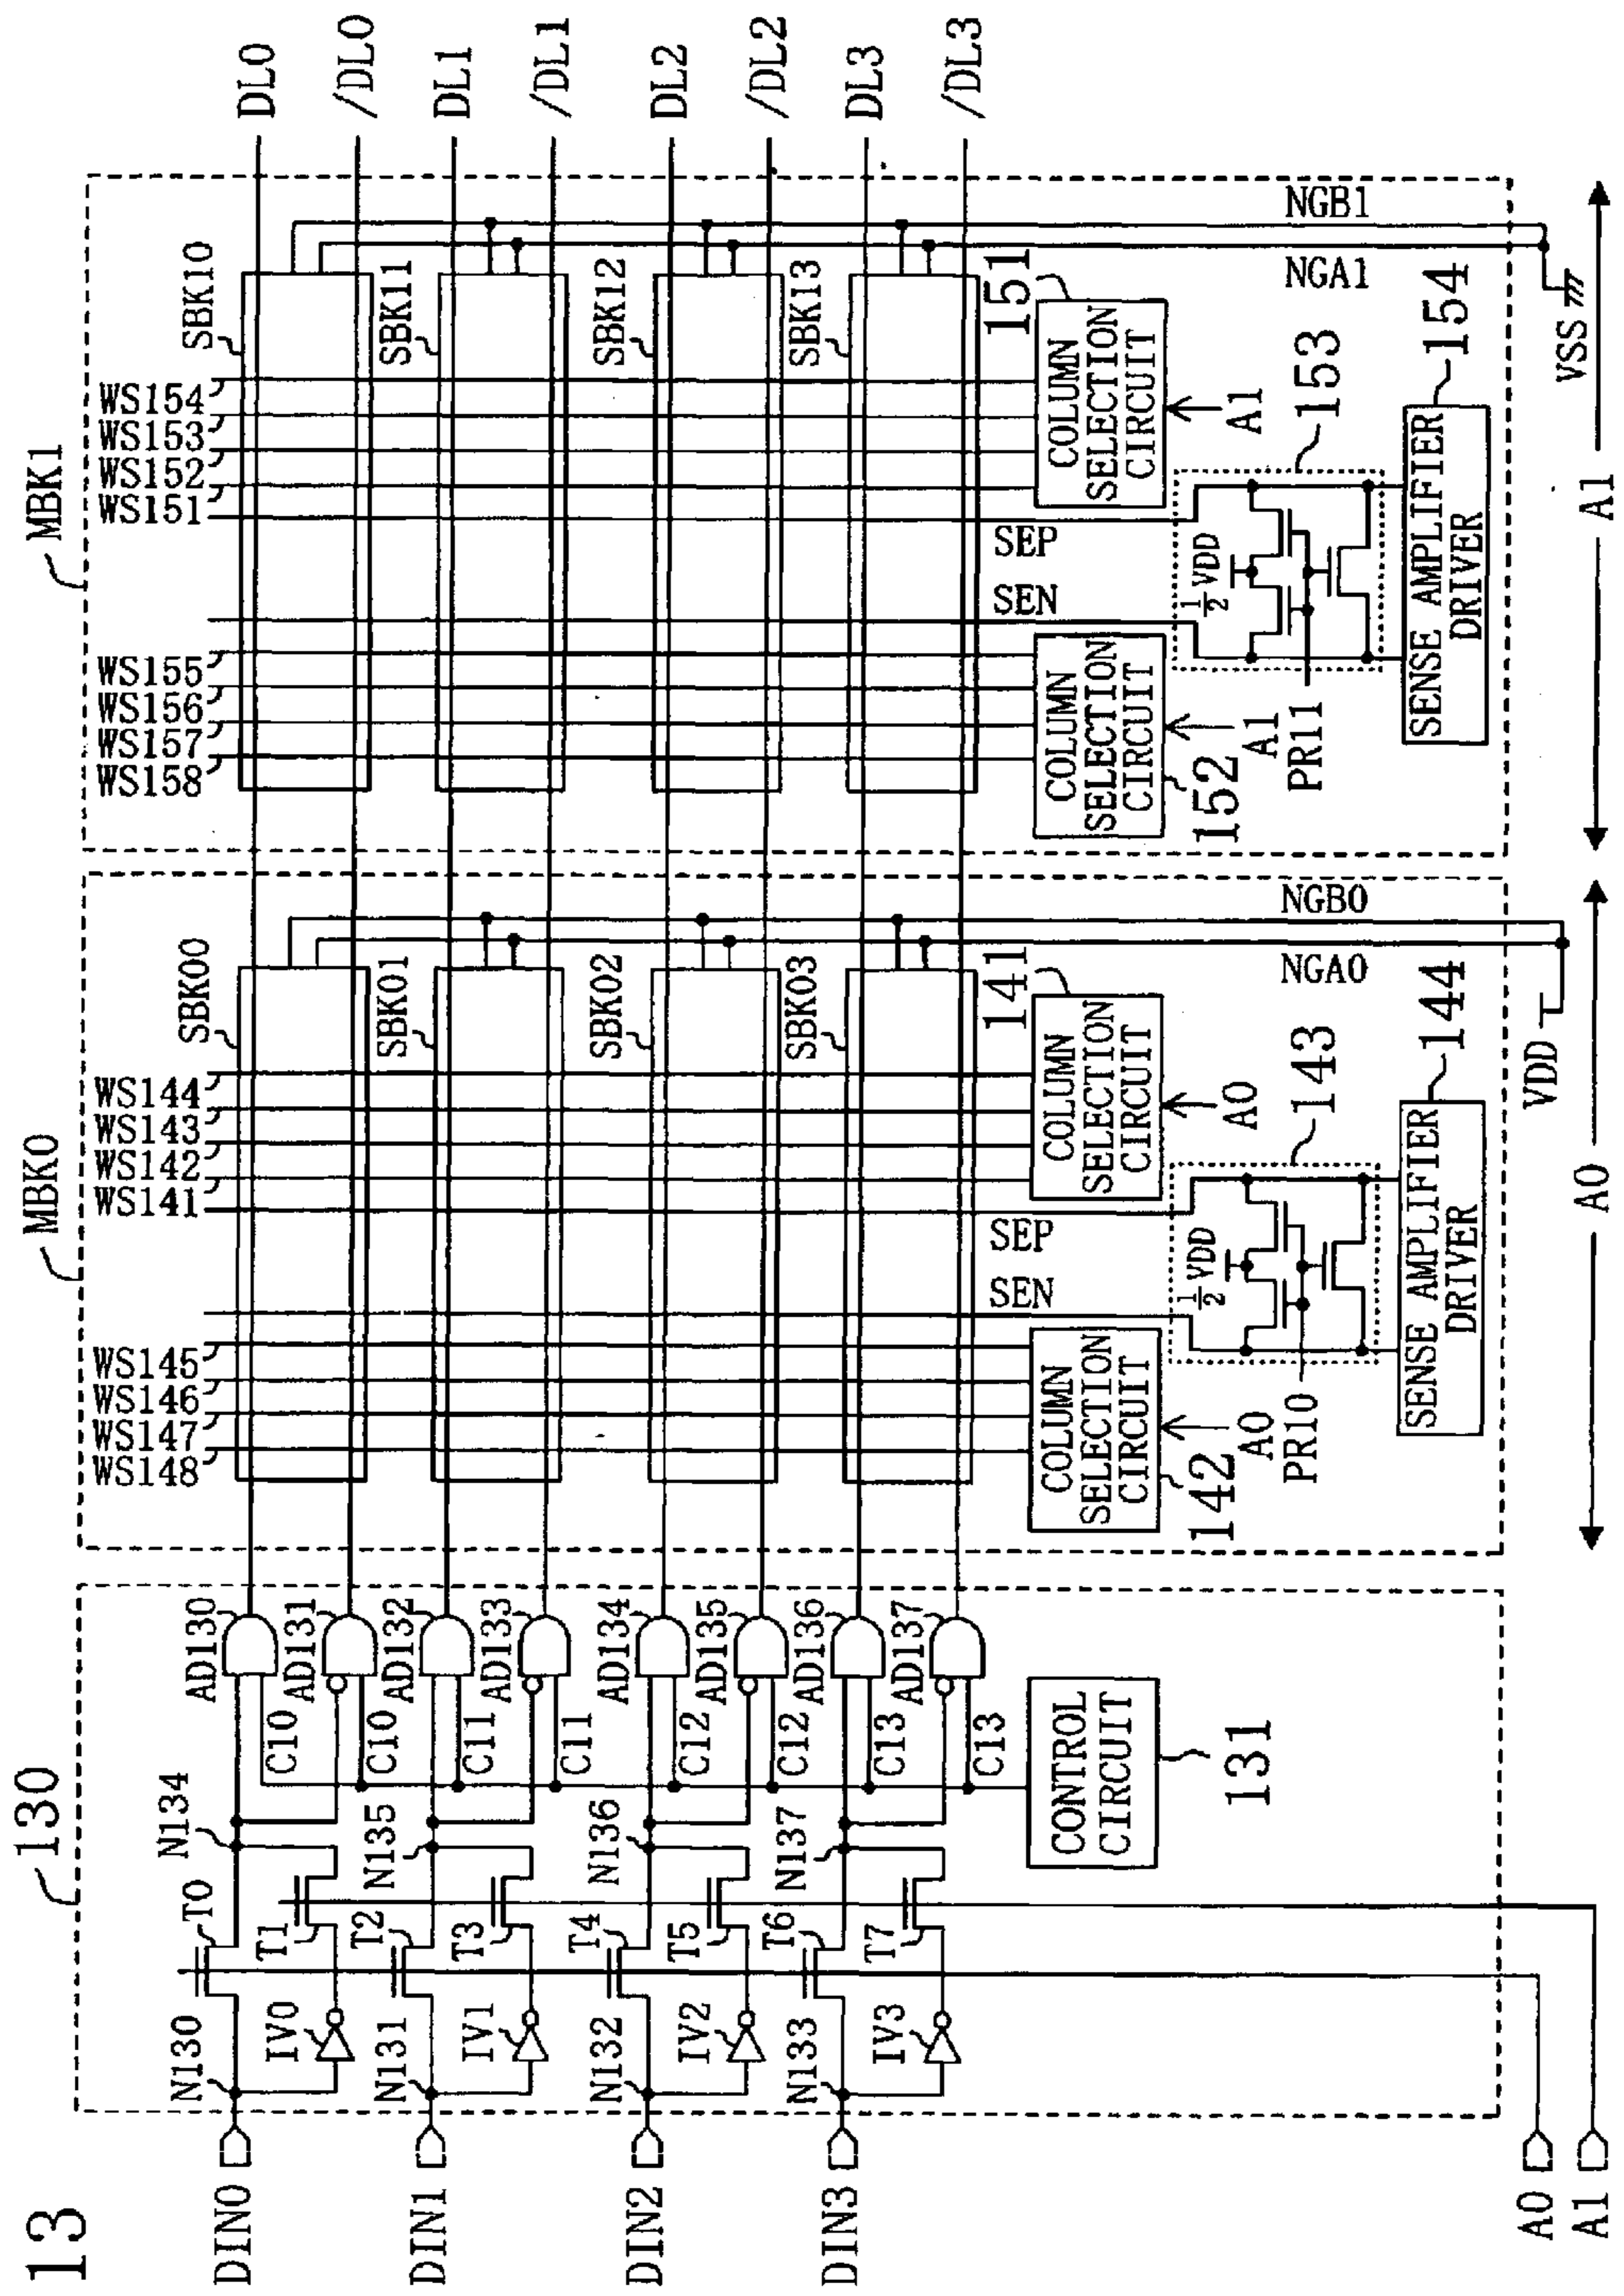 13
130
MBK0
MBK1
DIN0
DIN1
DIN2
DIN3
A0
A1
N130
IV0
N131
IV1
N132
IV2
N133
IV3
T0
T1
T2
T3
T4
T5
T6
T7
N134
N135
N136
N137
C10
C10
C11
C11
C12
C12
C13
C13
AD130
AD131
AD132
AD133
AD134
AD135
AD136
AD137
CONTROL
CIRCUIT
131
WS148
WS147
WS146
WS145
WS141
WS142
WS143
WS144
SBK00
SBK01
SBK02
SBK03
SEN
SEP
COLUMN
SELECTION
CIRCUIT
142
A0
COLUMN
SELECTION
CIRCUIT
141
A0
PR10
1/2 VDD
143
SENSE AMPLIFIER
DRIVER
144
NGB0
NGA0
VDD
A0
WS158
WS157
WS156
WS155
WS151
WS152
WS153
WS154
SBK10
SBK11
SBK12
SBK13
SEN
SEP
COLUMN
SELECTION
CIRCUIT
152
A1
COLUMN
SELECTION
CIRCUIT
151
A1
PR11
1/2 VDD
153
SENSE AMPLIFIER
DRIVER
154
NGB1
NGA1
VSS
A1
DL0
/DL0
DL1
/DL1
DL2
/DL2
DL3
/DL3